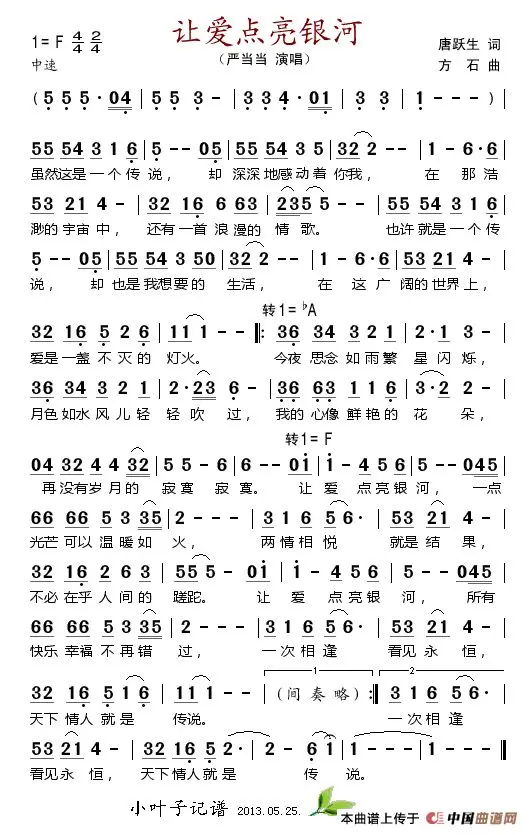 让爱点亮银河
1=F 4/4 2/4
唐跃生 词
（严当当 演唱）
中速
方石 曲
( 5 5 5· 04 | 5 5 3 - | 3 3 4· 01 | 3 3 | 1 - - - ) |
55 54 3 1 6 | 5 - - 05 | 55 54 3 1 6 | 32 2 - - | 1 - 6·6 |
虽然这是一个传说， 却 深深地感动着 你我， 在 那浩
53 21 4 - | 32 16 6 1 63 | 235 5 - - | 55 54 3 1 6 |
渺的宇宙中， 还有一首浪漫的 情歌。 也许就是一个传
5 - - 05 | 55 54 3 50 | 32 2 - - | 1 - 6·6 | 53 21 4 - |
说， 却 也是我想要的 生活， 在 这广 阔的世界上，
转1=♭A
32 16 5 2 6 | 11 1 - - ‖: 36 34 3 2 1 | 2·1 3 - |
爱是一盏不灭的 灯火。 今夜思念如雨繁 星闪烁，
36 34 3 2 1 | 2·23 6 - | 36 63 1 1 6 | 3·2 2 - |
月色如水风儿轻 轻吹过， 我的心像鲜艳的 花朵，
转1=F
04 32 4 4 32 | 5 5 - 6 | 6 - - 0i | i· 4 5 6 | 5 - - 045 |
再没有岁月的 寂寞 寂寞。 让 爱 点亮银 河， 一点
66 66 5 3 35 | 2 - - - | 3 1 6 5 6· | 53 21 4 - |
光芒可以温暖如 火， 两情相悦 就是结果，
32 16 2 6 3 | 55 5 - 0i | i· 4 5 6 | 5 - - 045 |
不必在乎人间的 蹉跎。 让 爱 点亮银 河， 所有
66 66 5 3 35 | 2 - - - | 3 1 6 5 6· | 53 21 4 - |
快乐幸福不再错 过， 一次相逢 看见永恒，
32 16 5 1 6 | 11 1 - - | (间奏略) :‖ 3 1 6 5 6· |
天下情人就是 传说。 一次相逢
53 21 4 - | 32 16 5 2 - | 2 - 6 1 | 1 - - - ‖
看见永恒， 天下情人就是 传 说。
小叶子记谱 2013.05.25.
本曲谱上传于 中国曲谱网